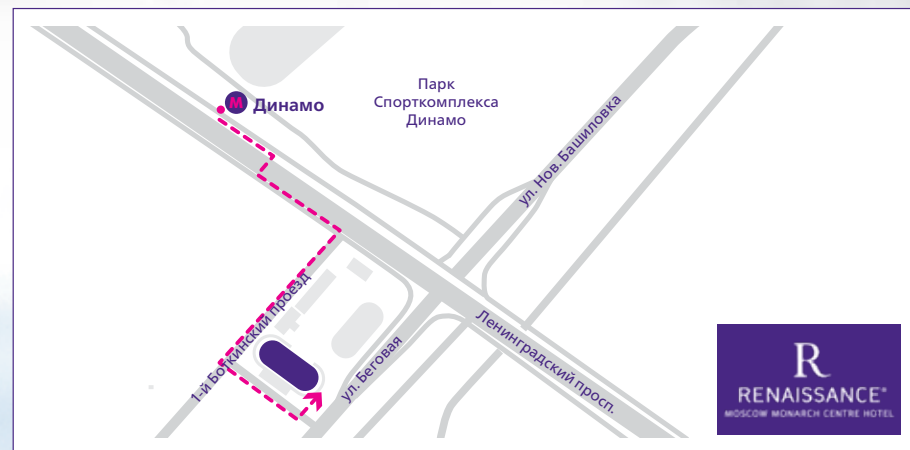 М Динамо
Парк
Спорткомплекса
Динамо
ул. Нов. Башиловка
1-й Боткинский проезд
ул. Беговая
Ленинградский просп.
R
RENAISSANCE®
MOSCOW MONARCH CENTRE HOTEL